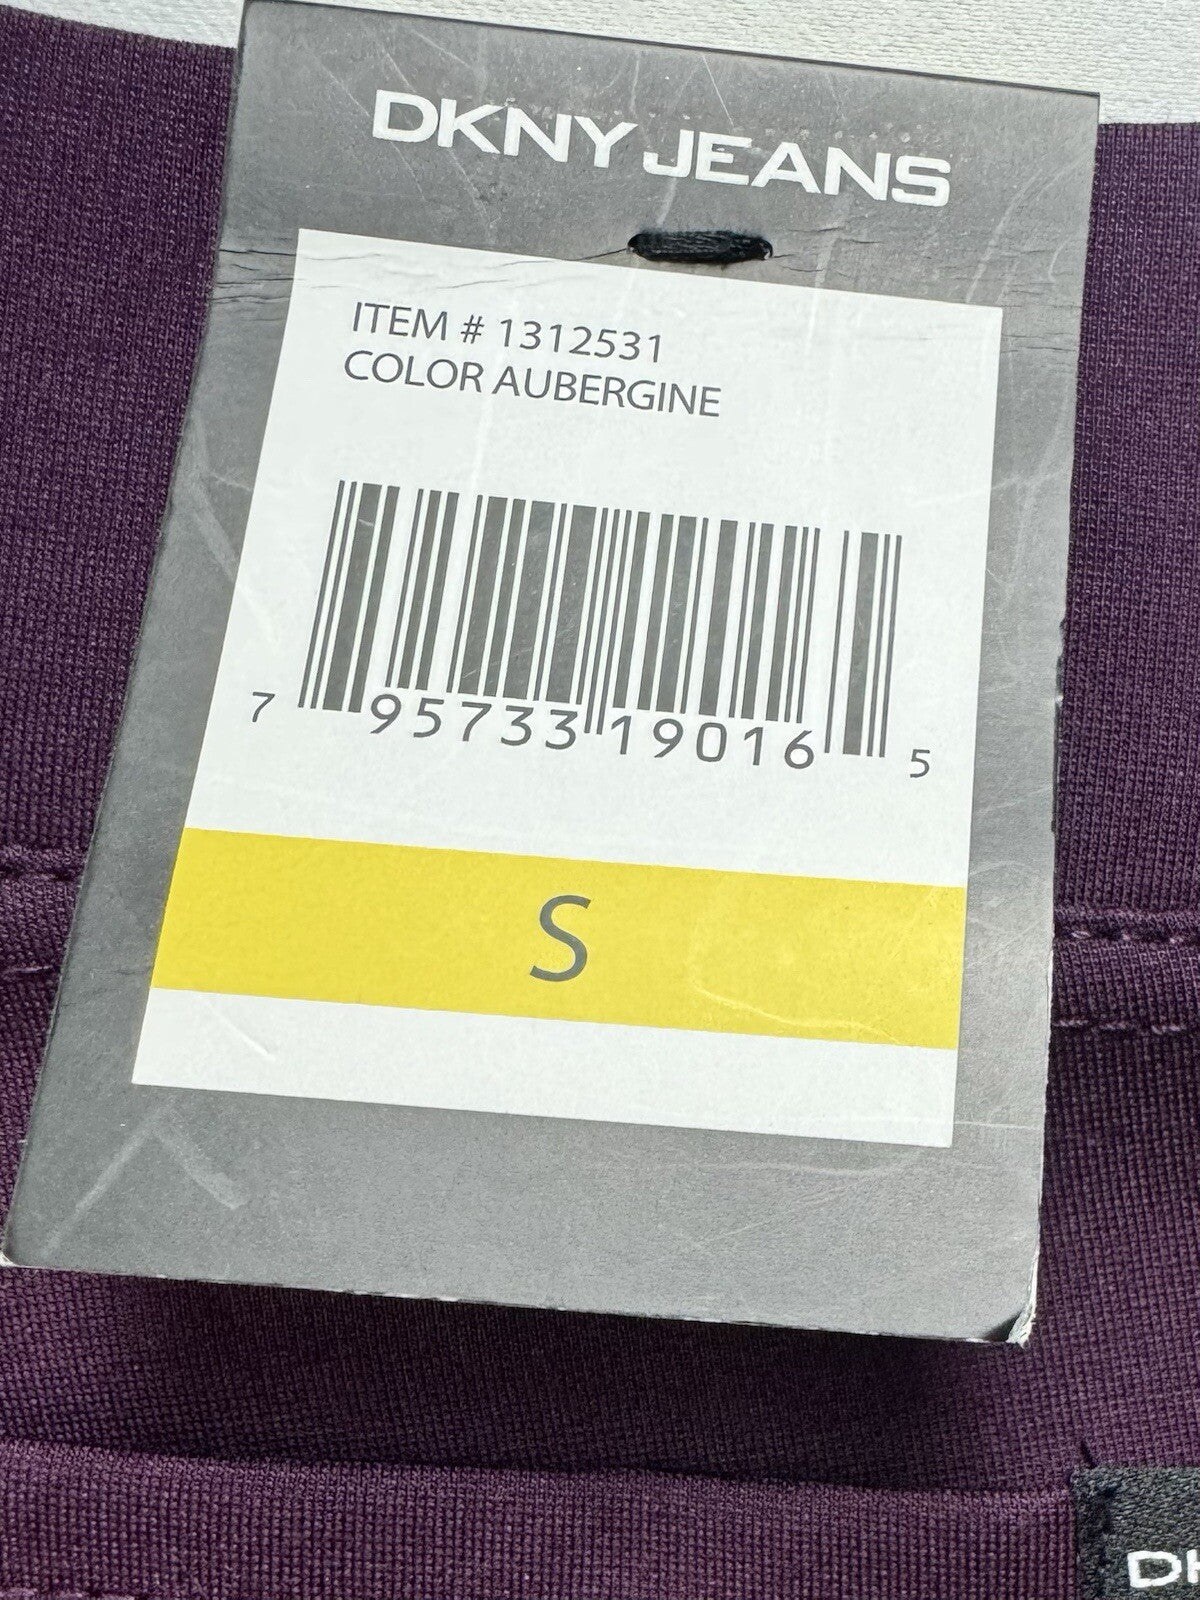 DKNY JEANS
ITEM # 1312531
COLOR AUBERGINE
7 95733 19016 5
S